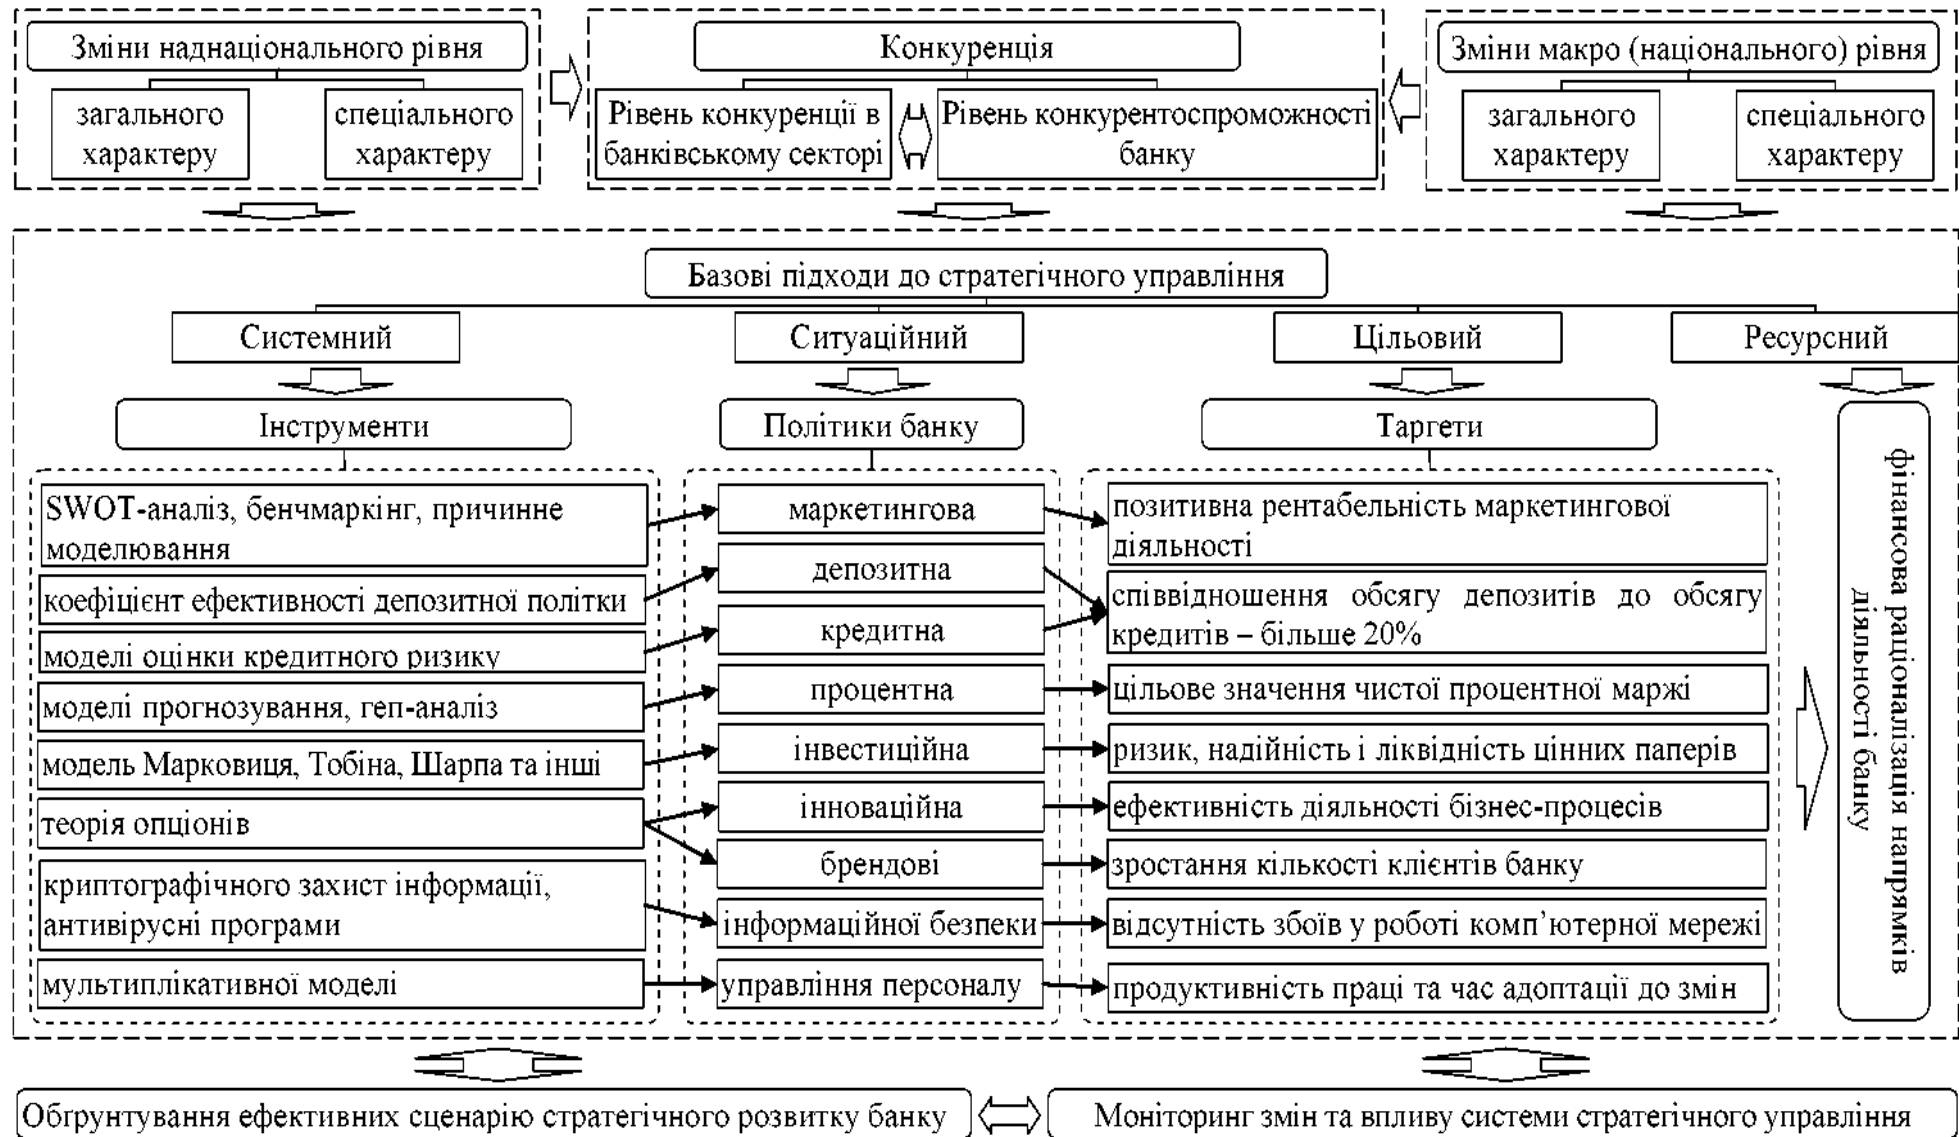 Зміни наднаціонального рівня
загального
характеру
спеціального
характеру
Конкуренція
Рівень конкуренції в
банківському секторі
Рівень конкурентоспроможності
банку
Зміни макро (національного) рівня
загального
характеру
спеціального
характеру
Базові підходи до стратегічного управління
Системний
Ситуаційний
Цільовий
Ресурсний
Інструменти
Політики банку
Таргети
SWOT-аналіз, бенчмаркінг, причинне
моделювання
коефіцієнт ефективності депозитної політки
моделі оцінки кредитного ризику
моделі прогнозування, геп-аналіз
модель Марковиця, Тобіна, Шарпа та інші
теорія опціонів
криптографічного захист інформації,
антивірусні програми
мультиплікативної моделі
маркетингова
депозитна
кредитна
процентна
інвестиційна
інноваційна
брендові
інформаційної безпеки
управління персоналу
позитивна рентабельність маркетингової
діяльності
співвідношення обсягу депозитів до обсягу
кредитів – більше 20%
цільове значення чистої процентної маржі
ризик, надійність і ліквідність цінних паперів
ефективність діяльності бізнес-процесів
зростання кількості клієнтів банку
відсутність збоїв у роботі комп’ютерної мережі
продуктивність праці та час адоптації до змін
фінансова раціоналізація напрямків
діяльності банку
Обґрунтування ефективних сценарію стратегічного розвитку банку
Моніторинг змін та впливу системи стратегічного управління